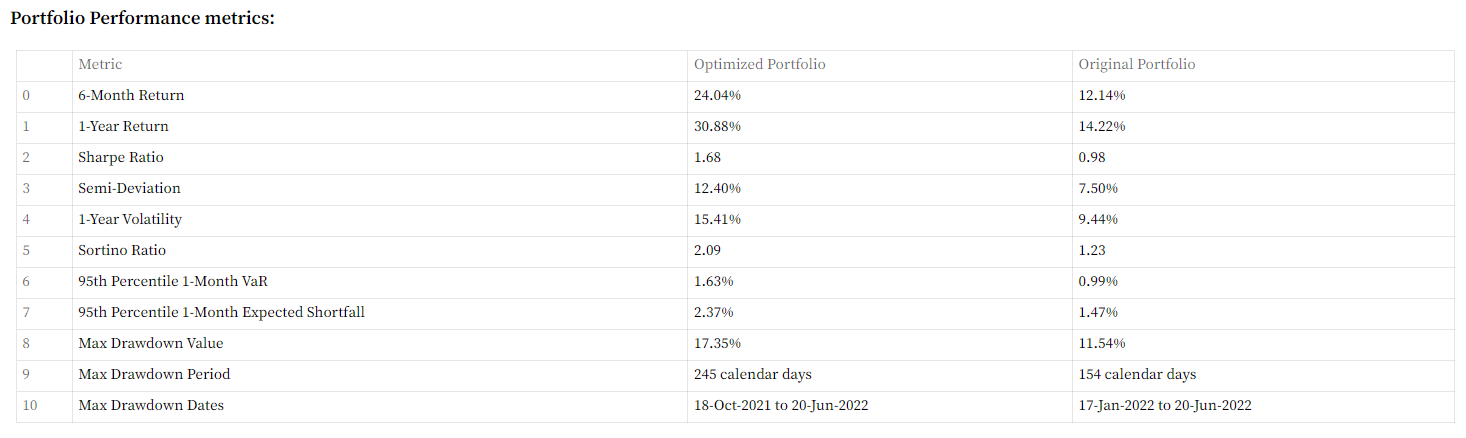 Portfolio Performance metrics:
Metric Optimized Portfolio Original Portfolio
0 6-Month Return 24.04% 12.14%
1 1-Year Return 30.88% 14.22%
2 Sharpe Ratio 1.68 0.98
3 Semi-Deviation 12.40% 7.50%
4 1-Year Volatility 15.41% 9.44%
5 Sortino Ratio 2.09 1.23
6 95th Percentile 1-Month VaR 1.63% 0.99%
7 95th Percentile 1-Month Expected Shortfall 2.37% 1.47%
8 Max Drawdown Value 17.35% 11.54%
9 Max Drawdown Period 245 calendar days 154 calendar days
10 Max Drawdown Dates 18-Oct-2021 to 20-Jun-2022 17-Jan-2022 to 20-Jun-2022